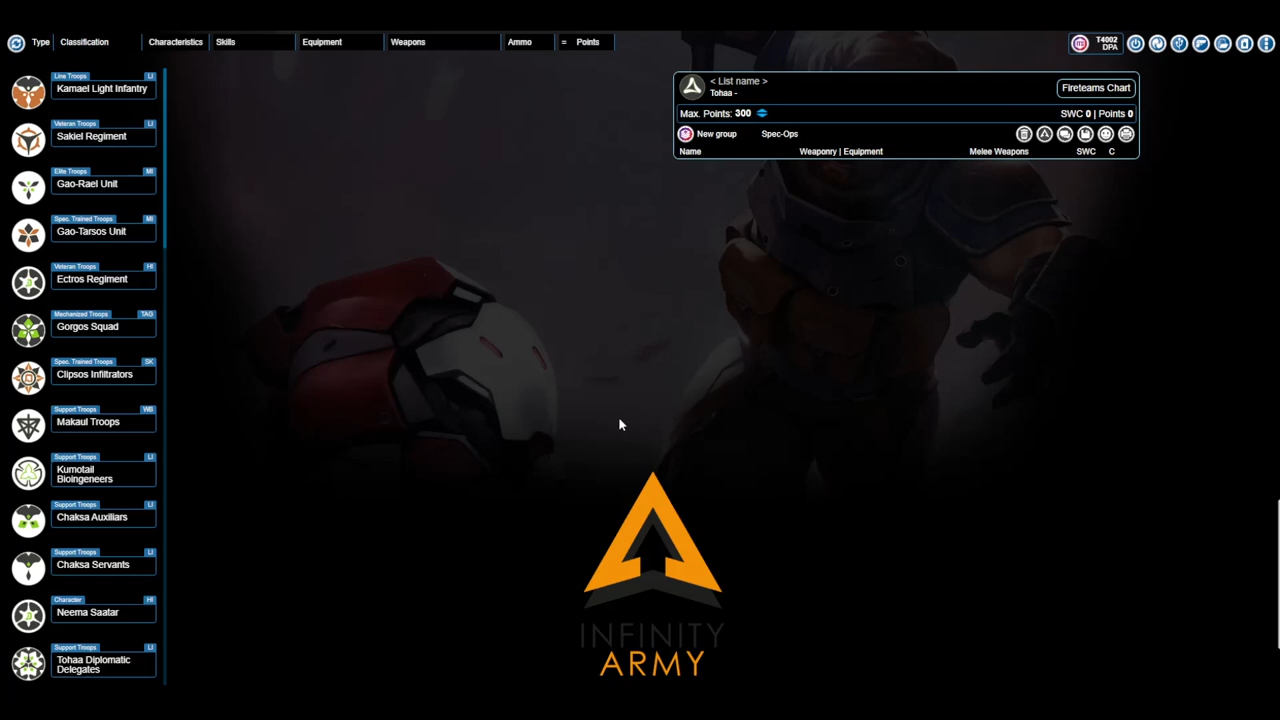 Type Classification Characteristics Skills Equipment Weapons Ammo = Points
T4002
DPA
Line Troops LI
Kamael Light Infantry
Veteran Troops LI
Sakiel Regiment
Elite Troops MI
Gao-Rael Unit
Spec. Trained Troops MI
Gao-Tarsos Unit
Veteran Troops HI
Ectros Regiment
Mechanized Troops TAG
Gorgos Squad
Spec. Trained Troops SK
Clipsos Infiltrators
Support Troops WB
Makaul Troops
Support Troops LI
Kumotail
Bioingeneers
Support Troops LI
Chaksa Auxiliars
Support Troops LI
Chaksa Servants
Character HI
Neema Saatar
Support Troops LI
Tohaa Diplomatic
Delegates
< List name >
Tohaa -
Fireteams Chart
Max. Points: 300 SWC 0 | Points 0
New group Spec-Ops
Name Weaponry | Equipment Melee Weapons SWC C
INFINITY
ARMY